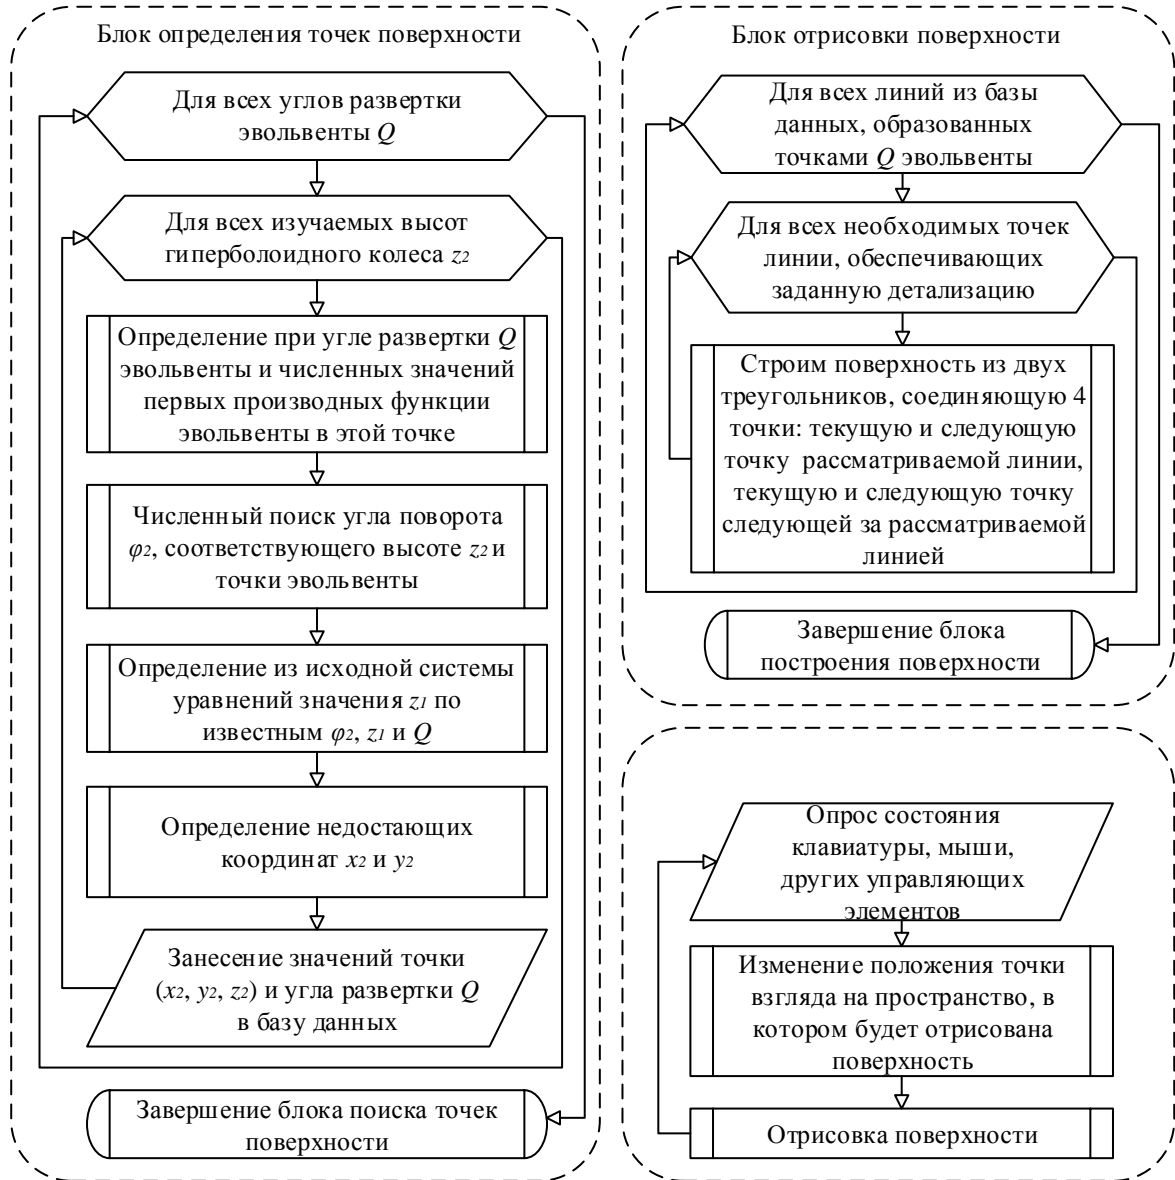 Блок определения точек поверхности
Для всех углов развертки
эвольвенты Q
Для всех изучаемых высот
гиперболоидного колеса z2
Определение при угле развертки Q
эвольвенты и численных значений
первых производных функции
эвольвенты в этой точке
Численный поиск угла поворота
φ2, соответствующего высоте z2 и
точки эвольвенты
Определение из исходной системы
уравнений значения z1 по
известным φ2, z1 и Q
Определение недостающих
координат x2 и y2
Занесение значений точки
(x2, y2, z2) и угла развертки Q
в базу данных
Завершение блока поиска точек
поверхности
Блок отрисовки поверхности
Для всех линий из базы
данных, образованных
точками Q эвольвенты
Для всех необходимых точек
линии, обеспечивающих
заданную детализацию
Строим поверхность из двух
треугольников, соединяющую 4
точки: текущую и следующую
точку рассматриваемой линии,
текущую и следующую точку
следующей за рассматриваемой
линией
Завершение блока
построения поверхности
Опрос состояния
клавиатуры, мыши,
других управляющих
элементов
Изменение положения точки
взгляда на пространство, в
котором будет отрисована
поверхность
Отрисовка поверхности